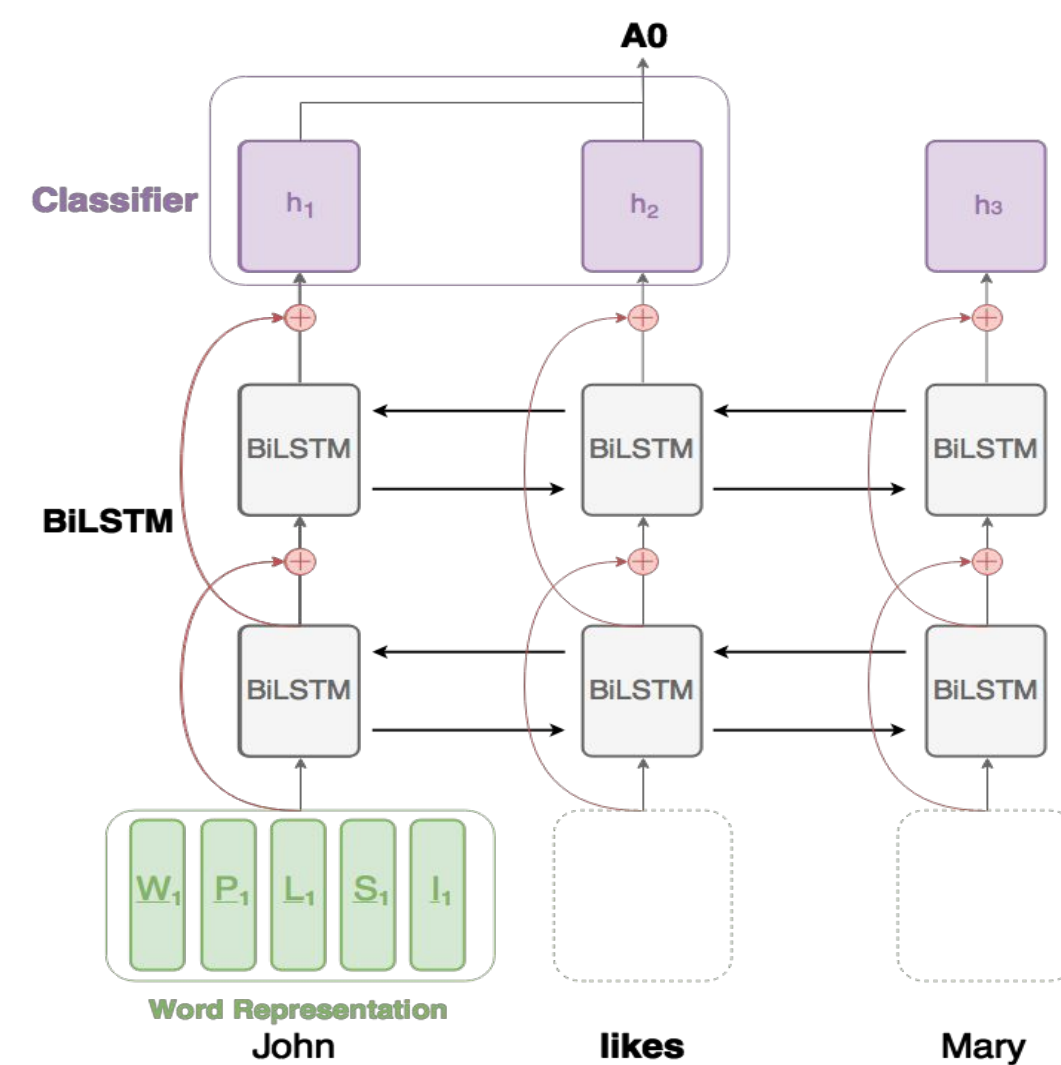 A0
Classifier
h1 h2 h3
BiLSTM BiLSTM BiLSTM
BiLSTM
BiLSTM BiLSTM BiLSTM
W1 P1 L1 S1 I1
Word Representation
John likes Mary